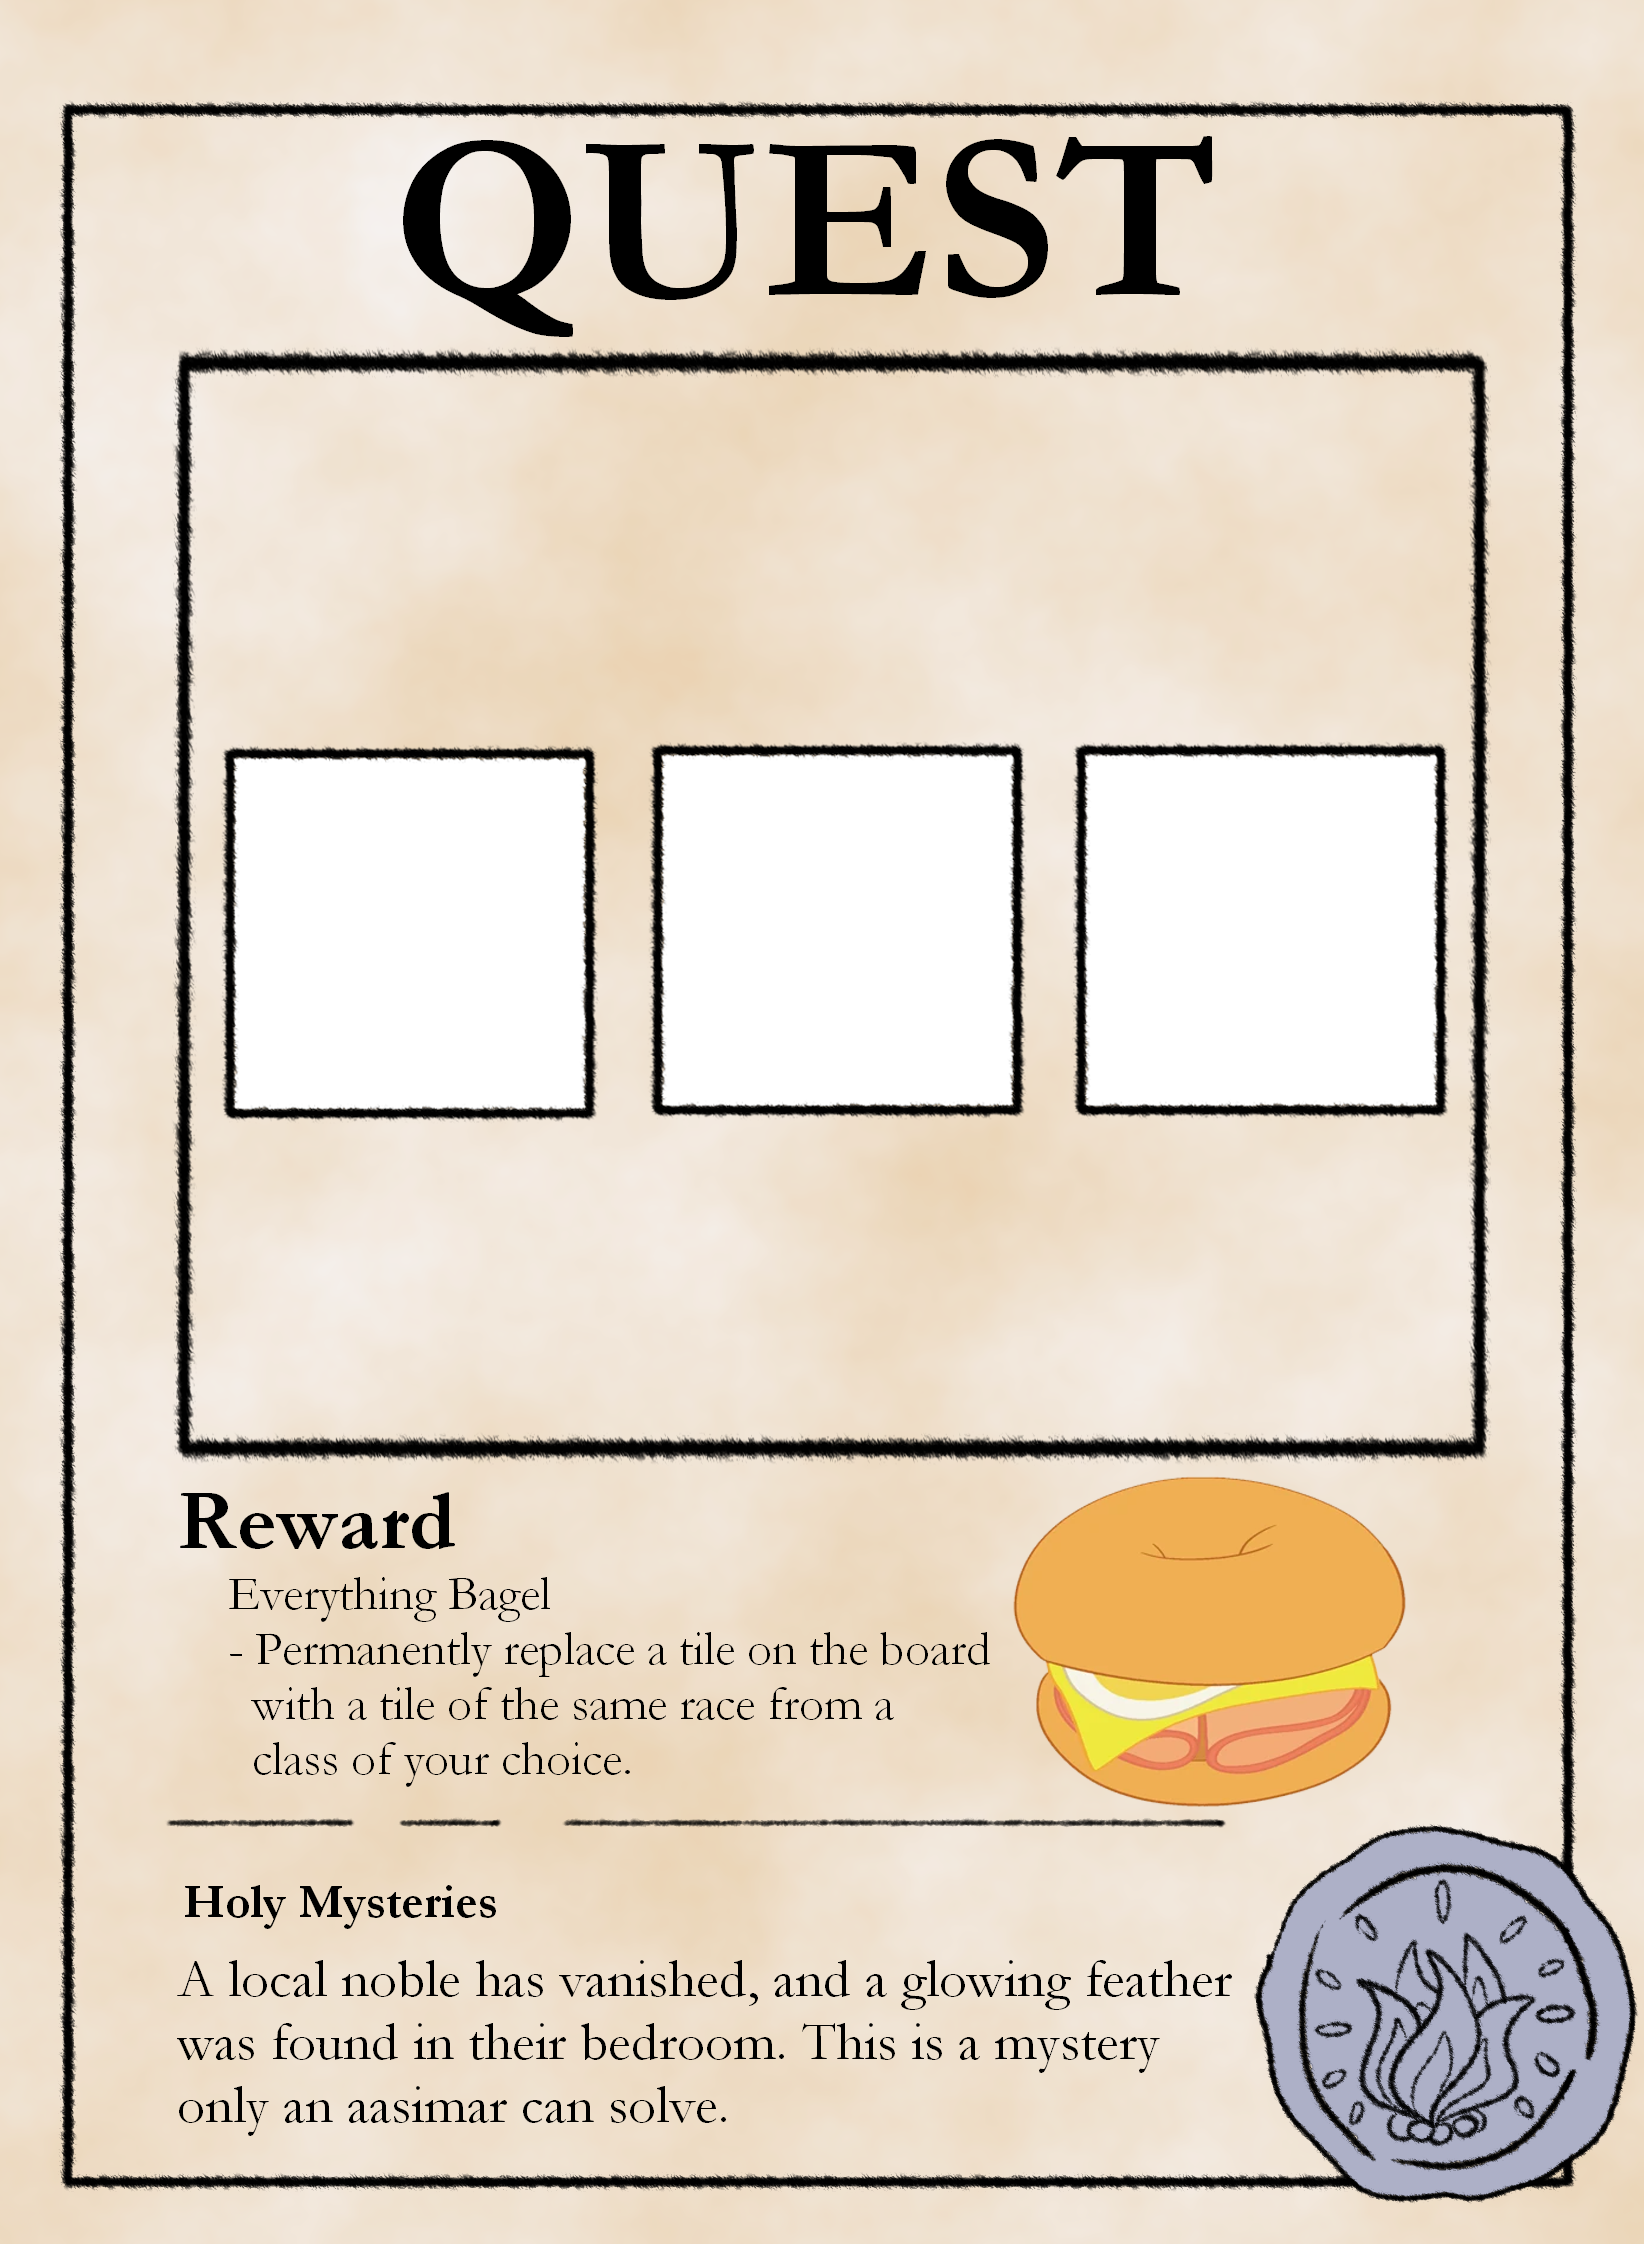 QUEST
Reward
Everything Bagel
- Permanently replace a tile on the board
with a tile of the same race from a
class of your choice.
Holy Mysteries
A local noble has vanished, and a glowing feather
was found in their bedroom. This is a mystery
only an aasimar can solve.